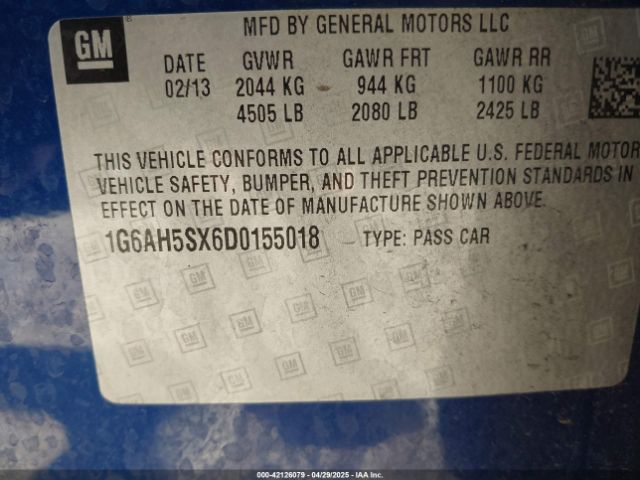 GM
MFD BY GENERAL MOTORS LLC
DATE GVWR GAWR FRT GAWR RR
02/13 2044 KG 944 KG 1100 KG
4505 LB 2080 LB 2425 LB
THIS VEHICLE CONFORMS TO ALL APPLICABLE U.S. FEDERAL MOTOR
VEHICLE SAFETY, BUMPER, AND THEFT PREVENTION STANDARDS IN
EFFECT ON THE DATE OF MANUFACTURE SHOWN ABOVE.
1G6AH5SX6D0155018 TYPE: PASS CAR
000-42126079 - 04/29/2025 - IAAI.com